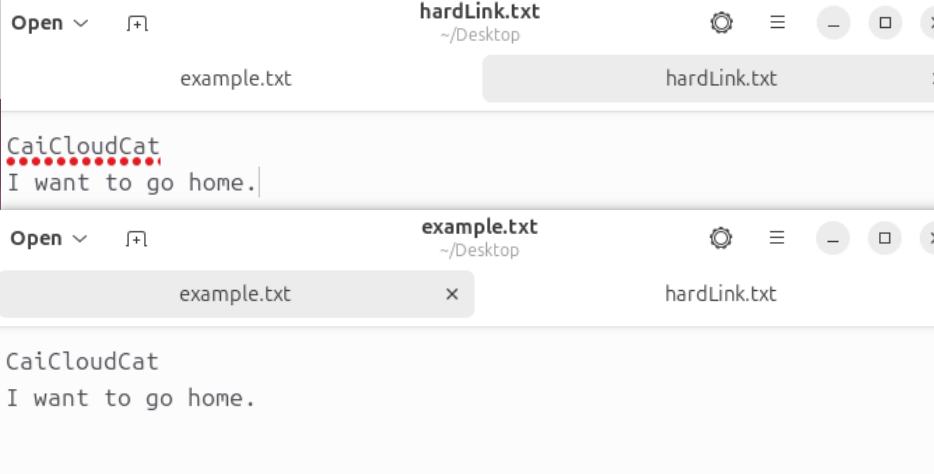 Open
hardLink.txt
~/Desktop
example.txt
hardLink.txt
CaiCloudCat
I want to go home.
Open
example.txt
~/Desktop
example.txt
hardLink.txt
CaiCloudCat
I want to go home.